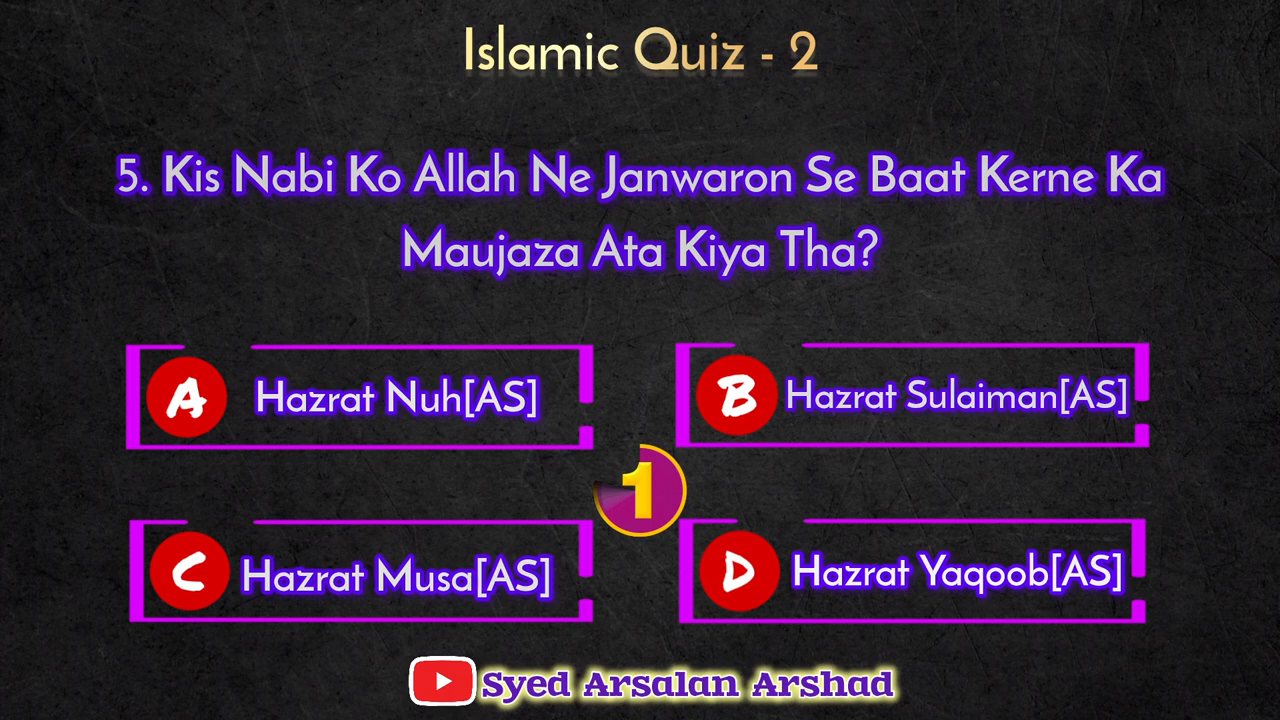 Islamic Quiz - 2
5. Kis Nabi Ko Allah Ne Janwaron Se Baat Kerne Ka
Maujaza Ata Kiya Tha?
A Hazrat Nuh[AS]
B Hazrat Sulaiman[AS]
1
C Hazrat Musa[AS]
D Hazrat Yaqoob[AS]
Syed Arsalan Arshad